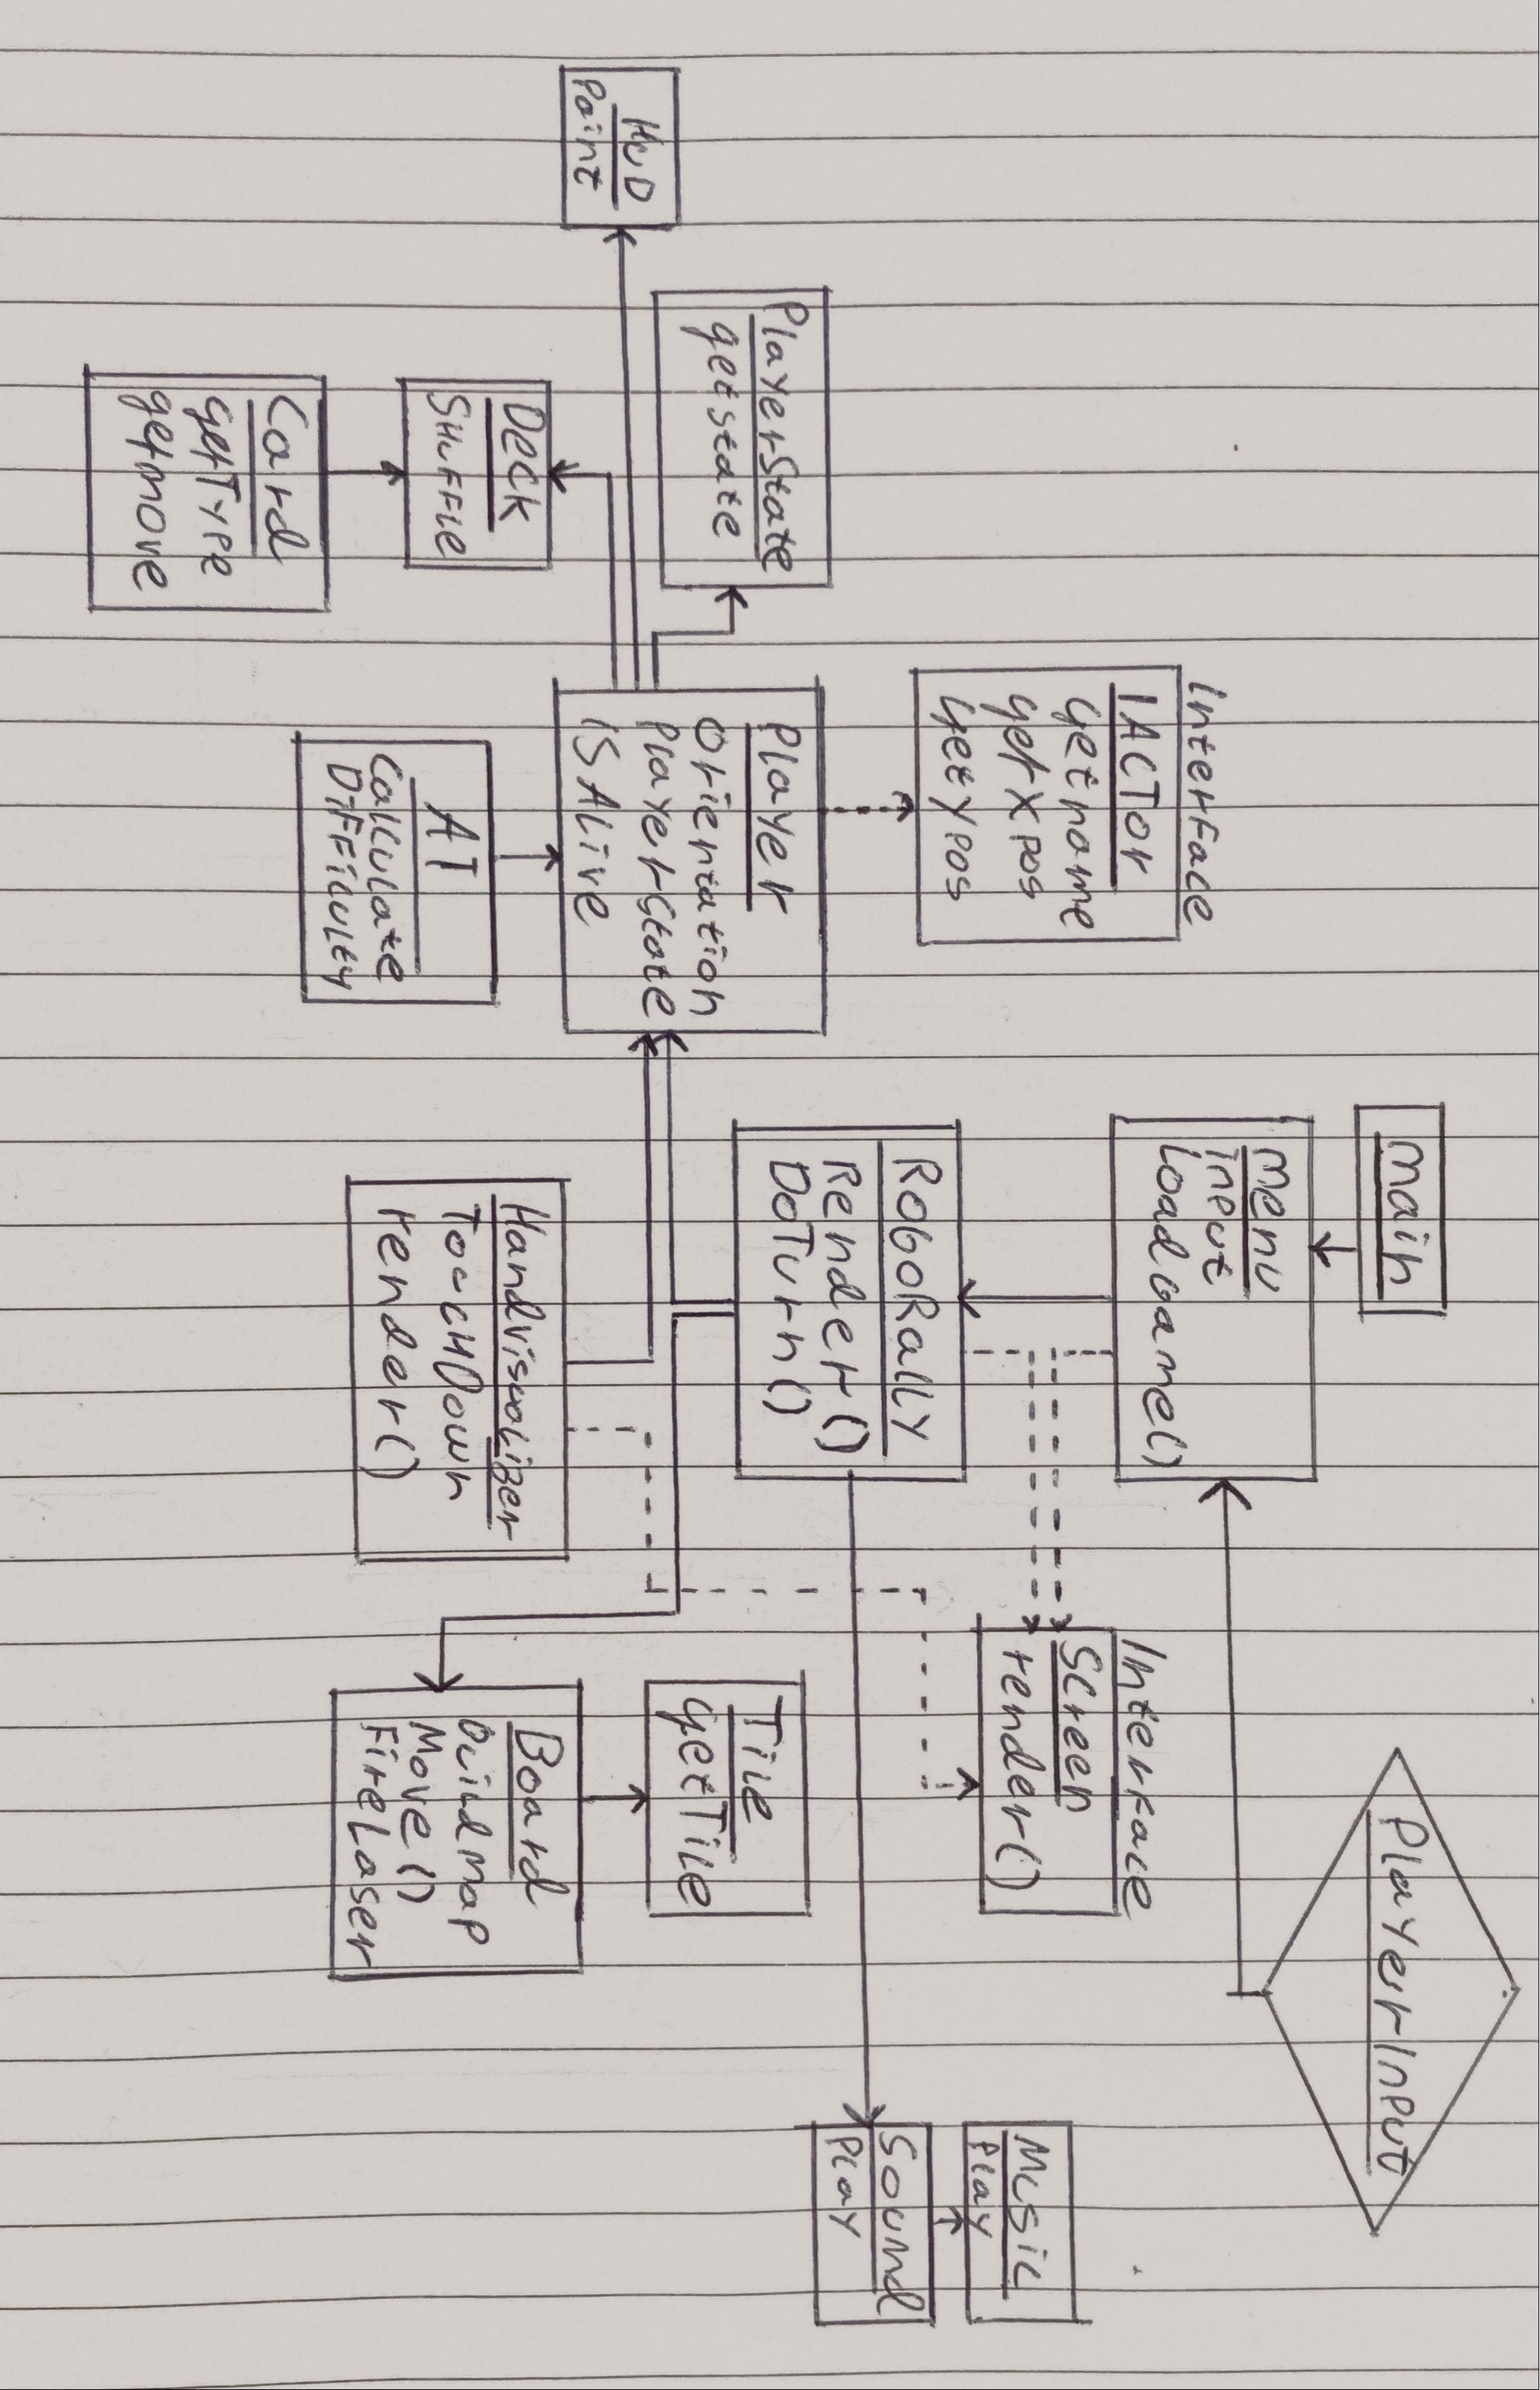 main
PlayerInput
menu
input
LoadGame()
Interface
IACTor
getname
getXpos
getypos
Interface
Screen
render()
Music
Play
Sound
Play
RoboRally
Render()
DoTurn()
PlayerState
getstate
Player
Orientation
PlayerState
ISALive
Tile
getTile
HUD
Paint
Deck
SHUFFLE
AI
Calculate
DiFFiculty
Handvisualizer
ToucHDown
render()
Board
BuildMap
Move()
FireLaser
Card
getType
getmove